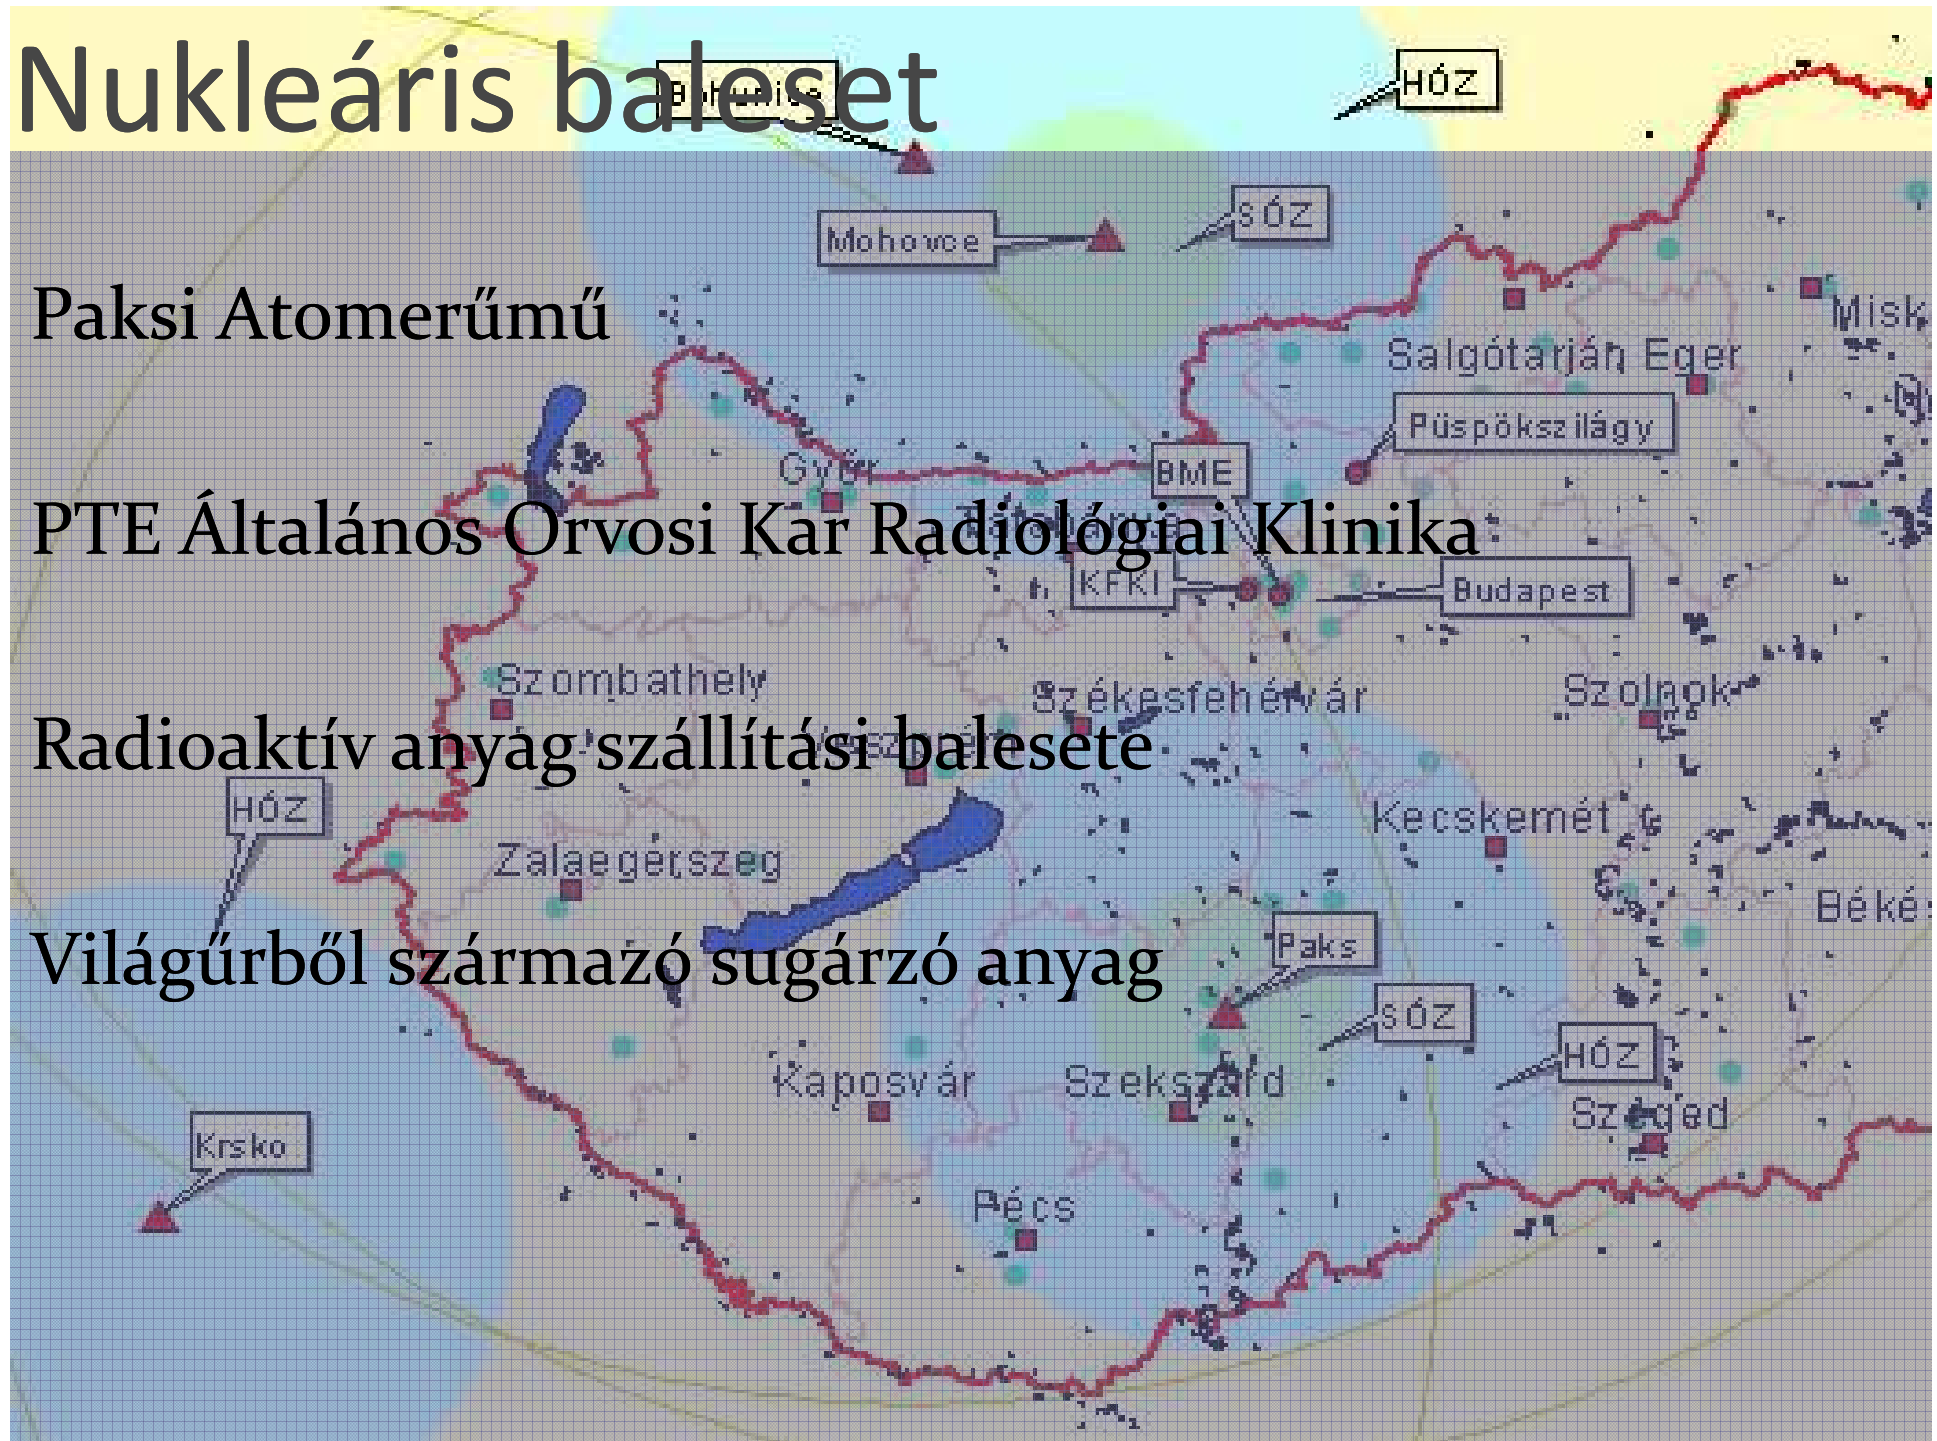 Nukleáris baleset
Bohunice
HÓZ
Mohovce
SÓZ
Paksi Atomerűmű
Misk
Salgótarján Eger
Püspökszilágy
Győr
BME
PTE Általános Orvosi Kar Radiológiai Klinika
KFKI
Budapest
Szombathely
Székesfehérvár
Szolnok
Radioaktív anyag szállítási balesete
HÓZ
Kecskemét
Zalaegerszeg
Béké
Világűrből származó sugárzó anyag
Paks
SÓZ
HÓZ
Kaposvár
Szekszárd
Szeged
Krsko
Pécs